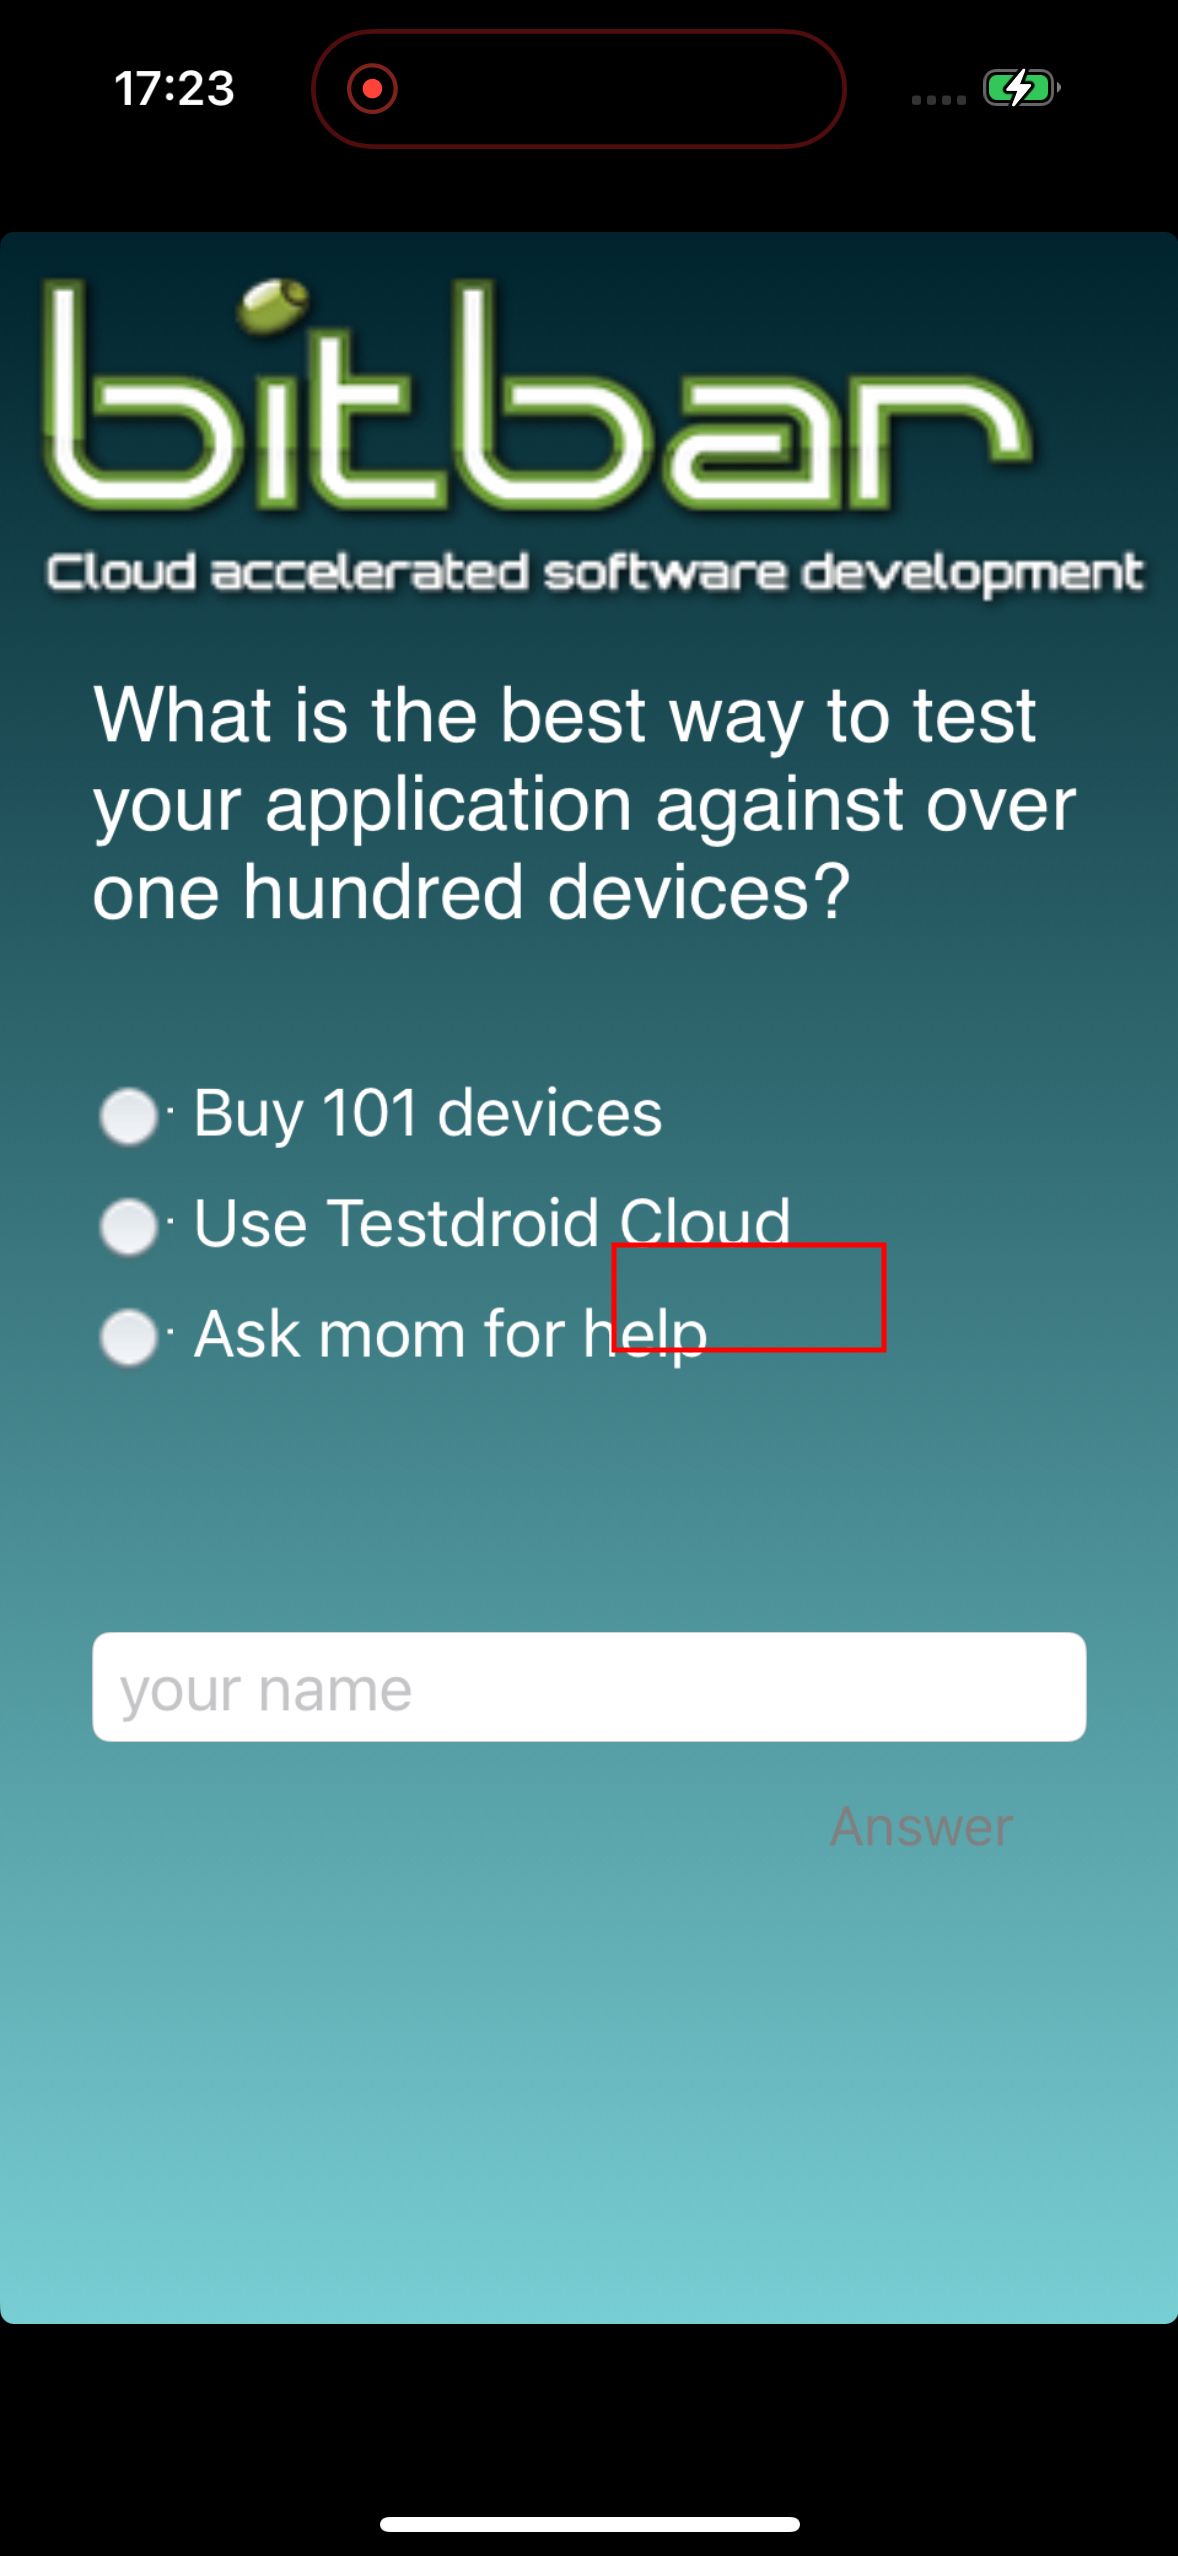 17:23
bitbar
Cloud accelerated software development
What is the best way to test
your application against over
one hundred devices?
Buy 101 devices
Use Testdroid Cloud
Ask mom for help
your name
Answer